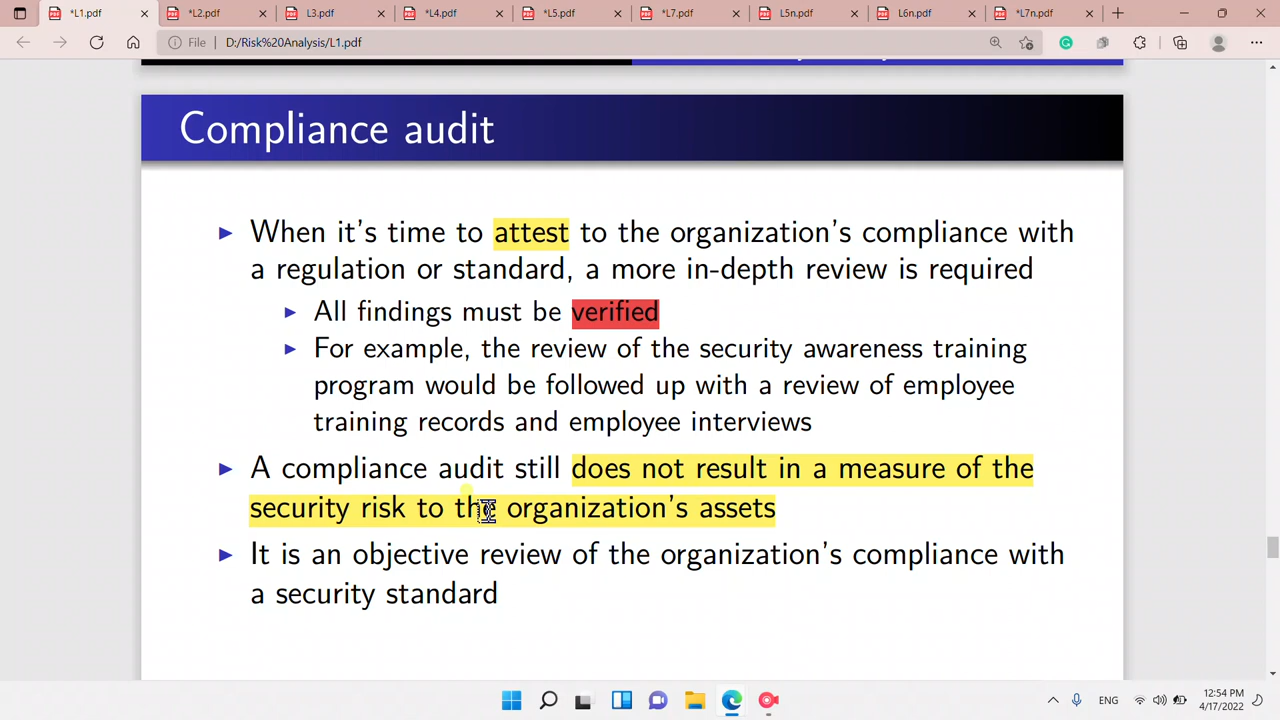 *L1.pdf *L2.pdf L3.pdf *L4.pdf *L5.pdf *L7.pdf L5n.pdf L6n.pdf *L7n.pdf
File D:/Risk%20Analysis/L1.pdf
Compliance audit
When it's time to attest to the organization's compliance with
a regulation or standard, a more in-depth review is required
All findings must be verified
For example, the review of the security awareness training
program would be followed up with a review of employee
training records and employee interviews
A compliance audit still does not result in a measure of the
security risk to the organization's assets
It is an objective review of the organization's compliance with
a security standard
ENG
12:54 PM
4/17/2022